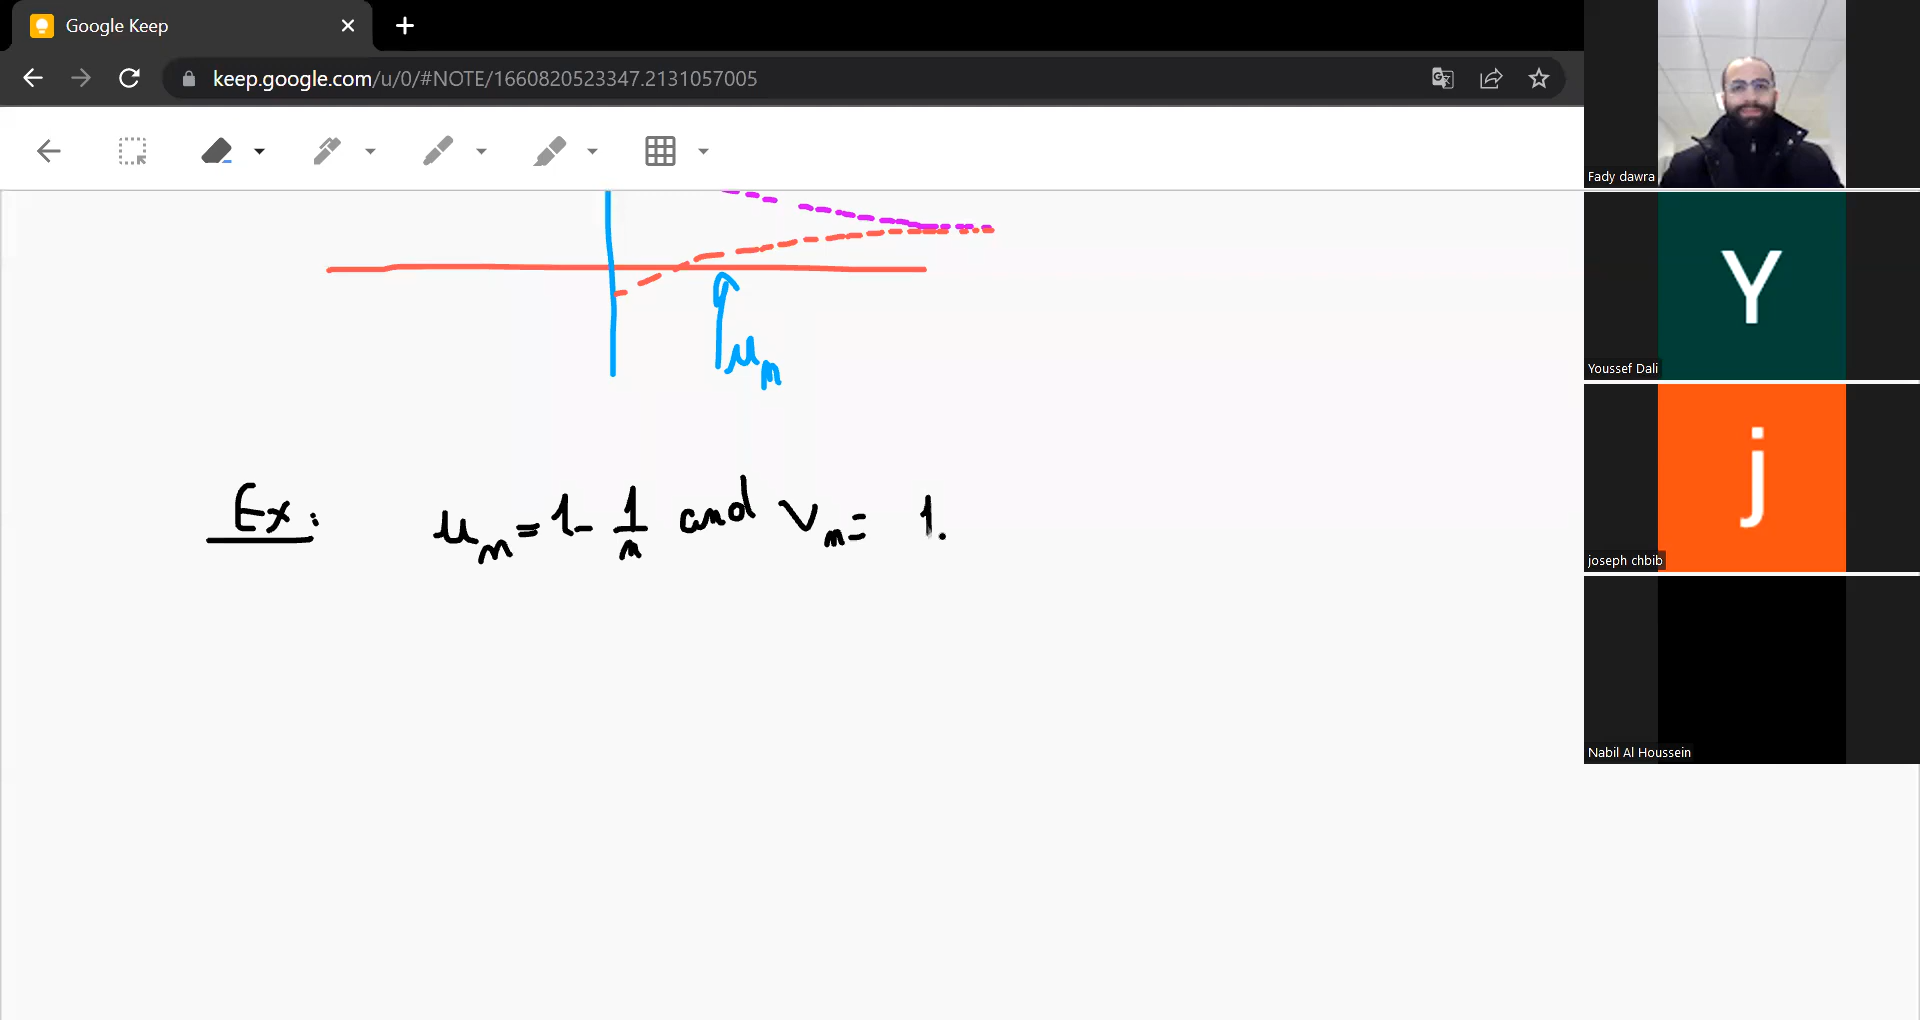 Google Keep
keep.google.com/u/0/#NOTE/1660820523347.2131057005
Fady dawra
Y
Youssef Dali
j
joseph chbib
Nabil Al Houssein
uₙ
Ex: uₙ = 1 - 1/n and vₙ = 1.